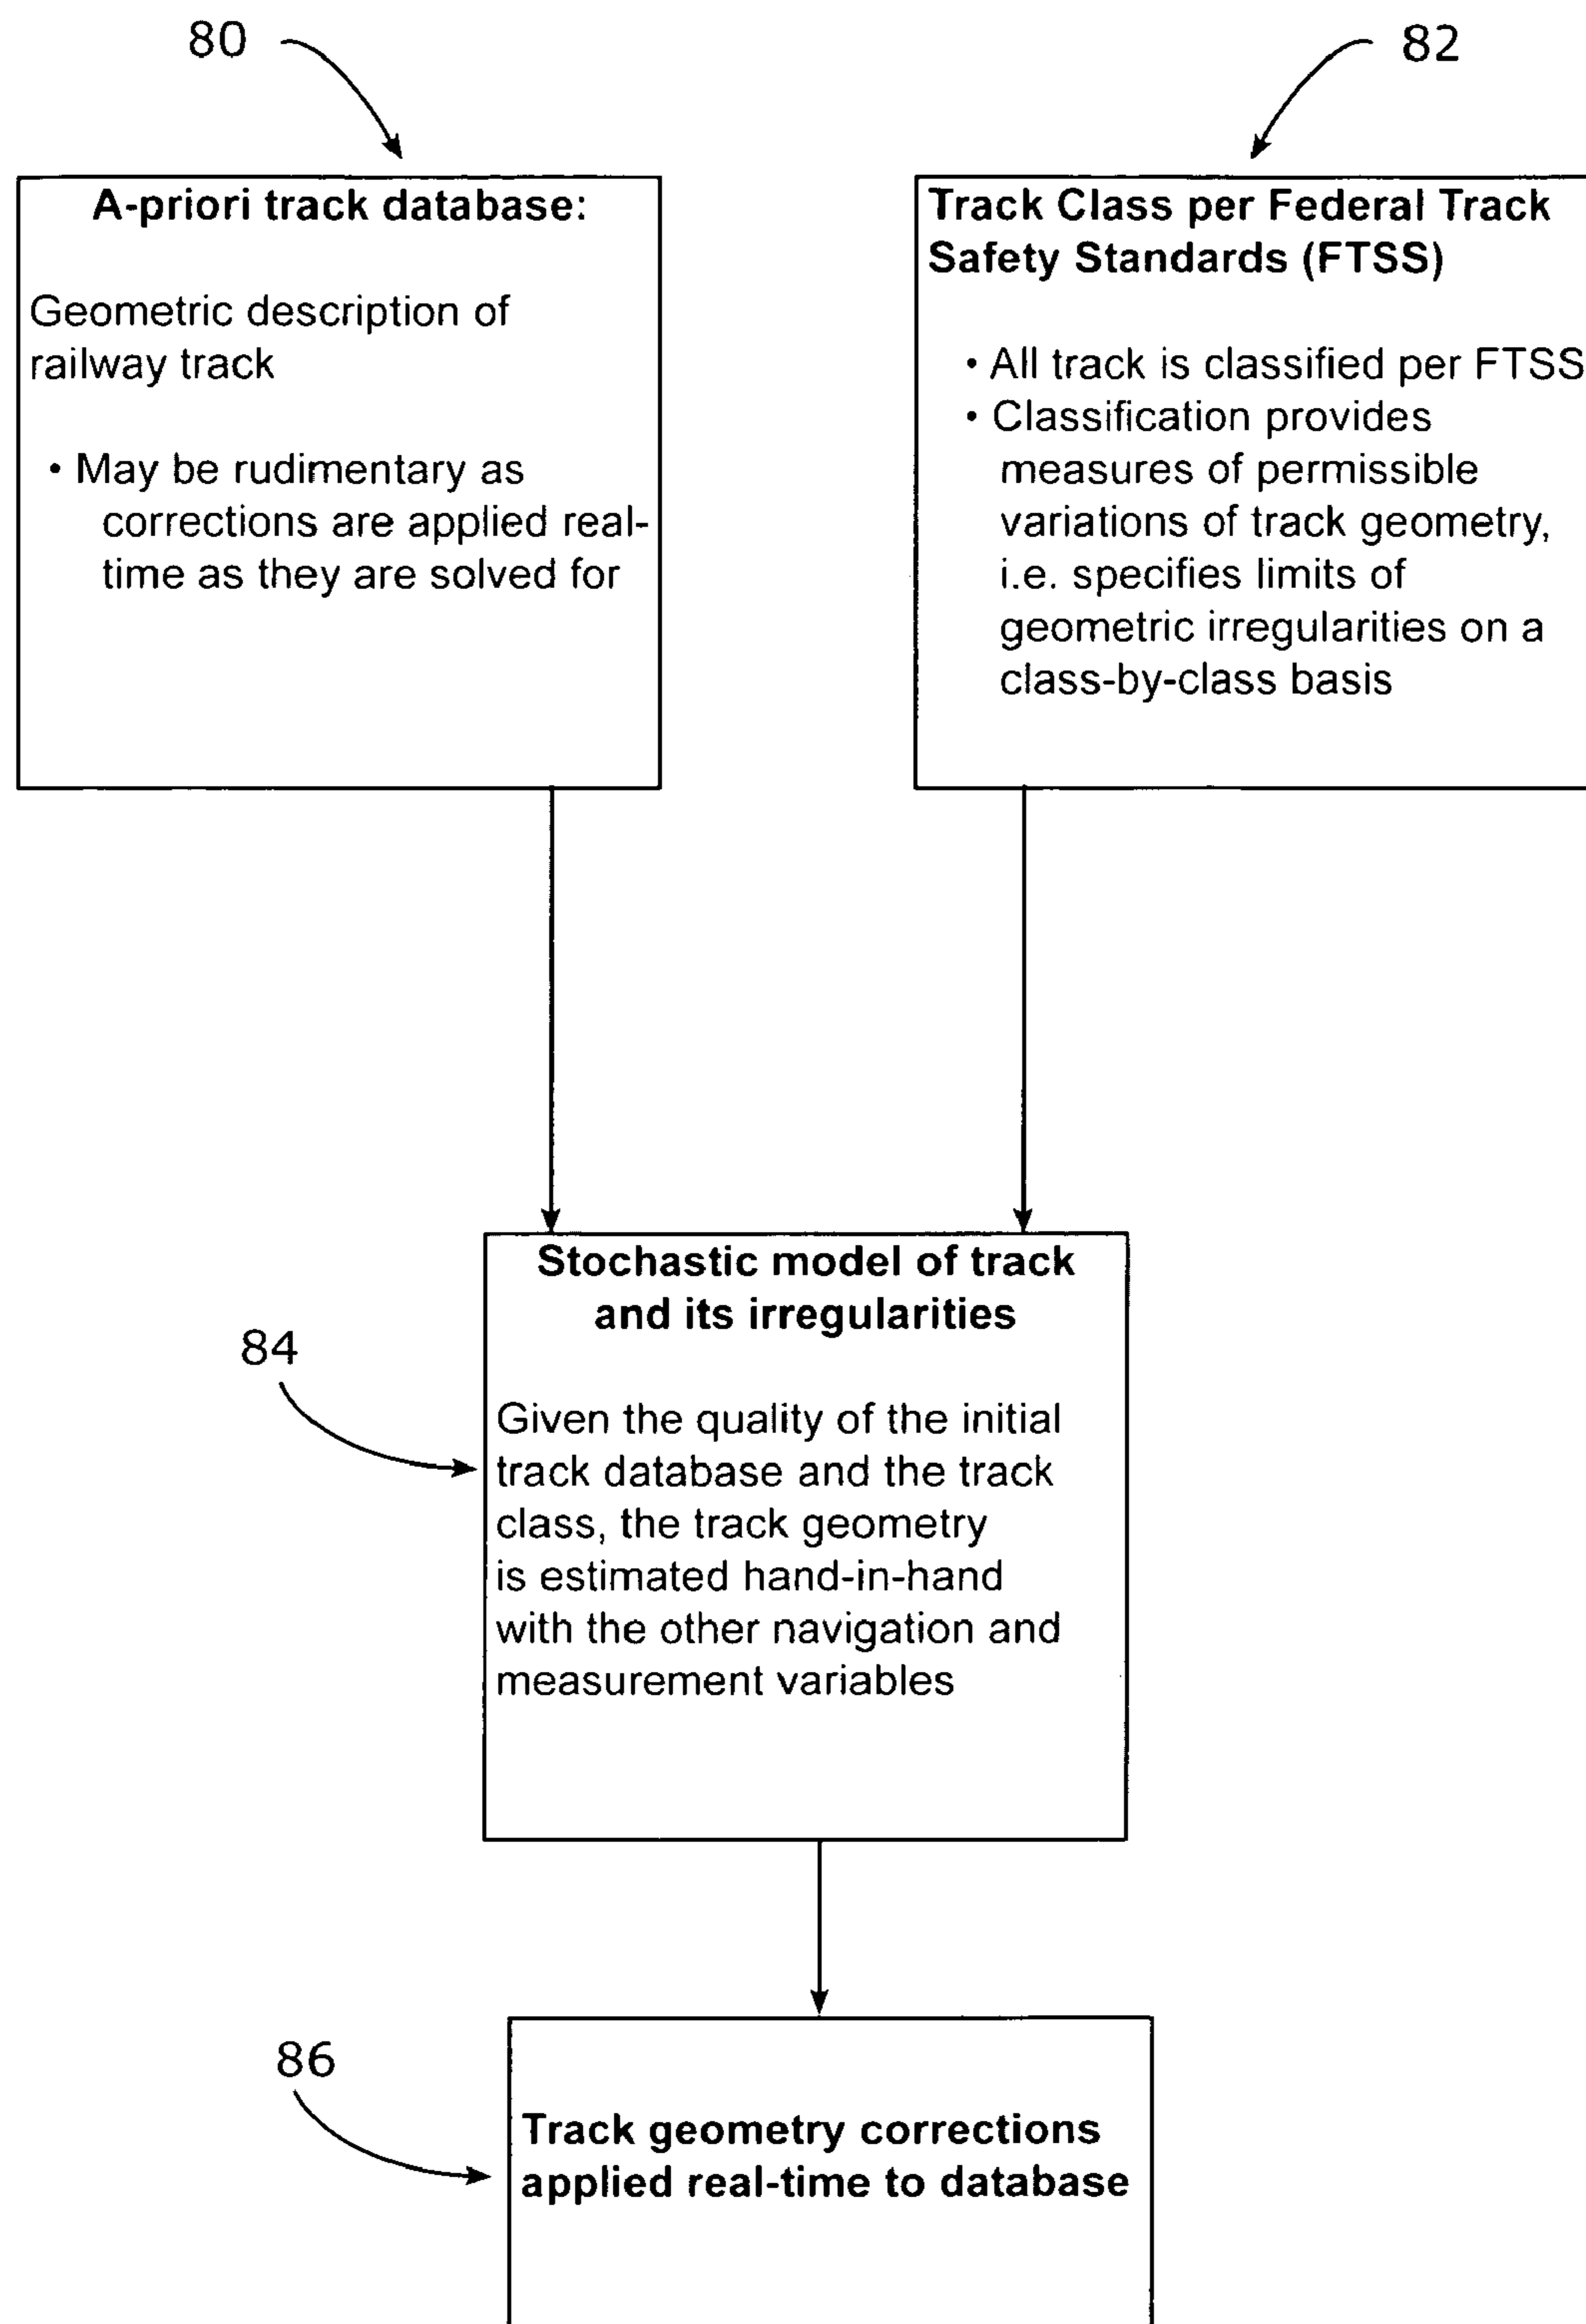 80
82
A-priori track database:
Geometric description of
railway track
• May be rudimentary as
corrections are applied real-
time as they are solved for
Track Class per Federal Track
Safety Standards (FTSS)
• All track is classified per FTSS
• Classification provides
measures of permissible
variations of track geometry,
i.e. specifies limits of
geometric irregularities on a
class-by-class basis
Stochastic model of track
and its irregularities
84
Given the quality of the initial
track database and the track
class, the track geometry
is estimated hand-in-hand
with the other navigation and
measurement variables
86
Track geometry corrections
applied real-time to database